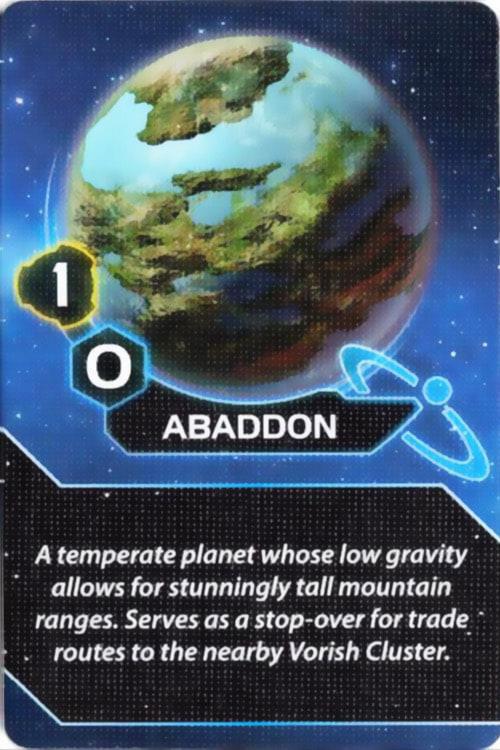 1
0
ABADDON
A temperate planet whose low gravity
allows for stunningly tall mountain
ranges. Serves as a stop-over for trade
routes to the nearby Vorish Cluster.